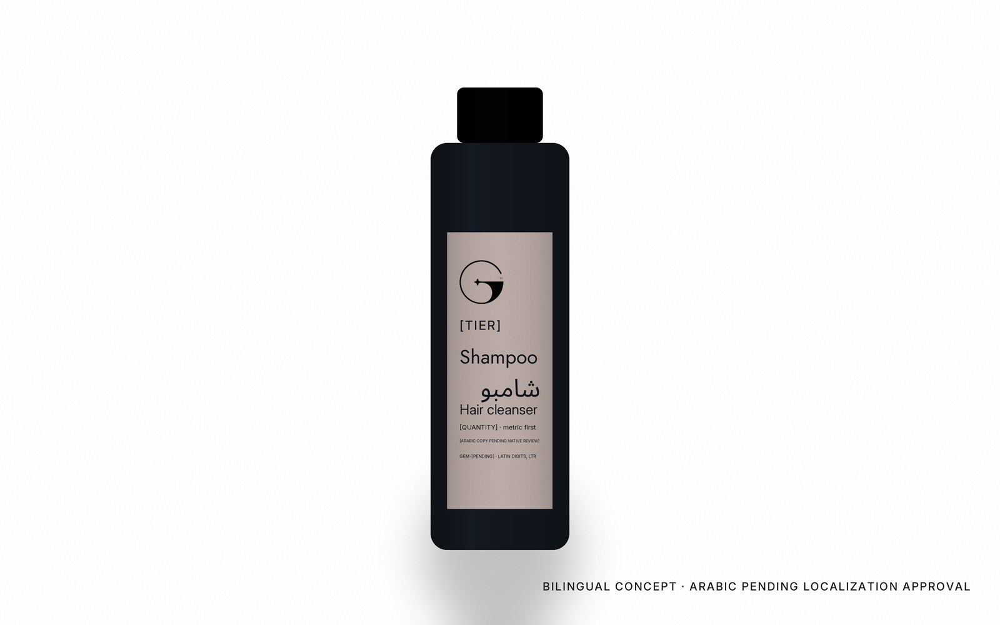 TM
[TIER]
Shampoo
شامبو
Hair cleanser
[QUANTITY] · metric first
[ARABIC COPY PENDING NATIVE REVIEW]
GEM-[PENDING] · LATIN DIGITS, LTR
BILINGUAL CONCEPT · ARABIC PENDING LOCALIZATION APPROVAL